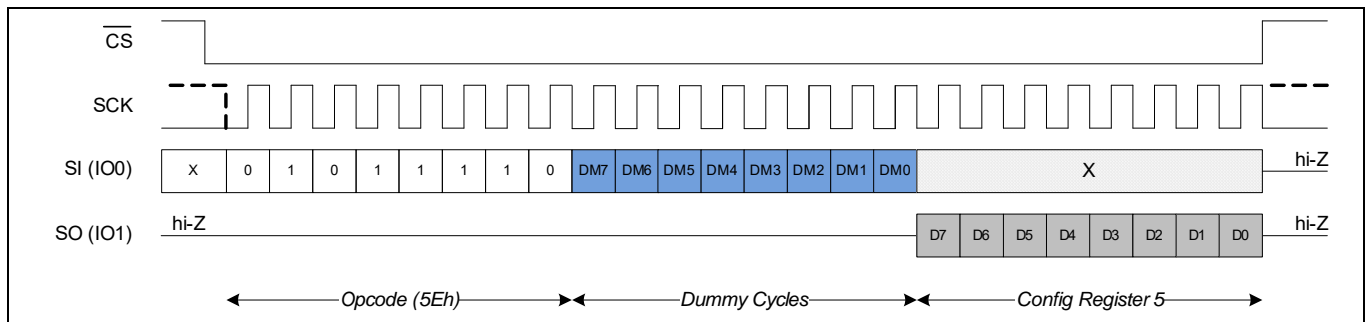 CS
SCK
SI (IO0) X 0 1 0 1 1 1 1 0 DM7 DM6 DM5 DM4 DM3 DM2 DM1 DM0 X hi-Z
SO (IO1) hi-Z D7 D6 D5 D4 D3 D2 D1 D0 hi-Z
Opcode (5Eh) Dummy Cycles Config Register 5